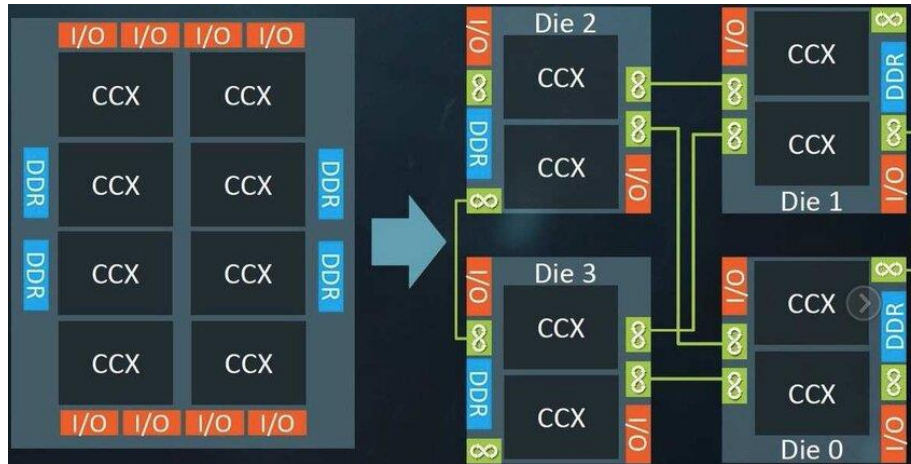 I/O I/O I/O I/O
CCX CCX
DDR CCX CCX DDR
DDR CCX CCX DDR
CCX CCX
I/O I/O I/O I/O
Die 2
I/O
CCX
∞
∞
DDR
∞
CCX
∞
I/O
∞
I/O
CCX
∞
DDR
∞
∞
CCX
∞
I/O
Die 1
Die 3
I/O
CCX
∞
∞
DDR
∞
CCX
I/O
∞
I/O
CCX
∞
DDR
∞
∞
CCX
∞
I/O
Die 0